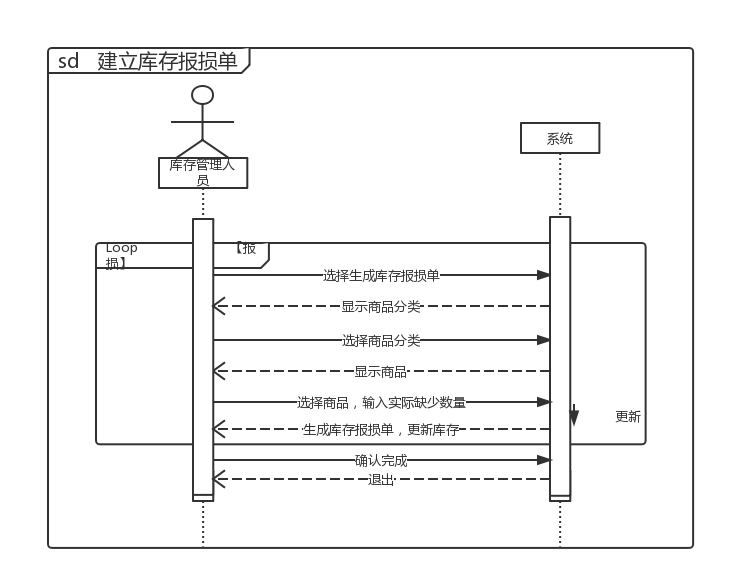 sd 建立库存报损单
库存管理人
员
系统
Loop 【报
损】
选择生成库存报损单
显示商品分类
选择商品分类
显示商品
选择商品，输入实际缺少数量
更新
生成库存报损单，更新库存
确认完成
退出